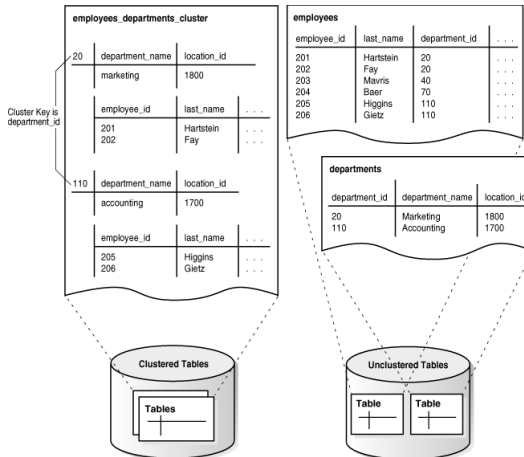 employees_departments_cluster
20 department_name location_id
marketing 1800
Cluster Key is
department_id
employee_id last_name . . .
201 Hartstein . . .
202 Fay . . .
110 department_name location_id
accounting 1700
employee_id last_name . . .
205 Higgins . . .
206 Gietz . . .
Clustered Tables
Tables
employees
employee_id last_name department_id . . .
201 Hartstein 20 . . .
202 Fay 20 . . .
203 Mavris 40 . . .
204 Baer 70 . . .
205 Higgins 110 . . .
206 Gietz 110 . . .
departments
department_id department_name location_id
20 Marketing 1800
110 Accounting 1700
Unclustered Tables
Table Table